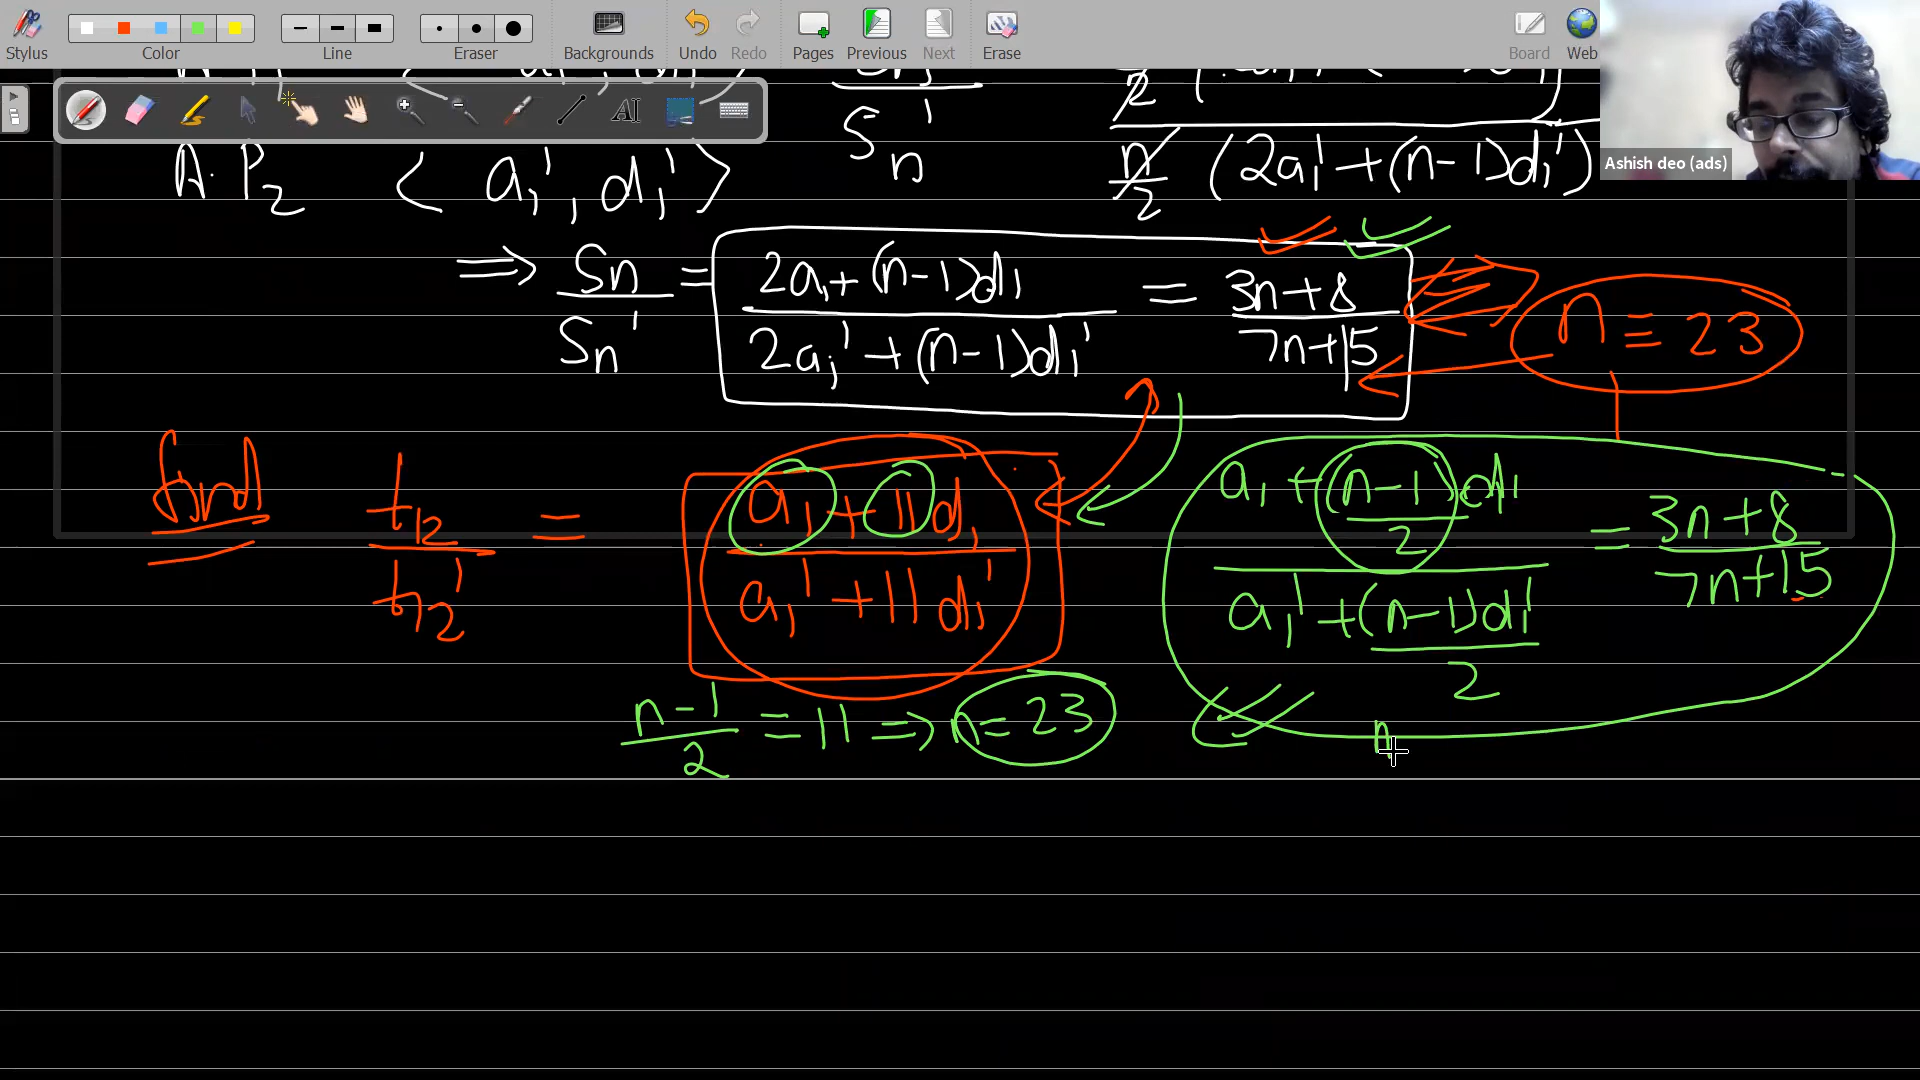 Stylus Color Line Eraser Backgrounds Undo Redo Pages Previous Next Erase Board Web
Ashish deo (ads)
Sn'
n/2 (2a1' + (n-1)d1')
A.P2 < a1', d1' >
=> Sn/Sn' = (2a1 + (n-1)d1)/(2a1' + (n-1)d1') = (3n+8)/(7n+15)
n = 23
find t12/t12' = (a1 + 11d1)/(a1' + 11d1')
(a1 + (n-1)/2 d1)/(a1' + (n-1)d1'/2) = (3n+8)/(7n+15)
(n-1)/2 = 11 => n = 23
n